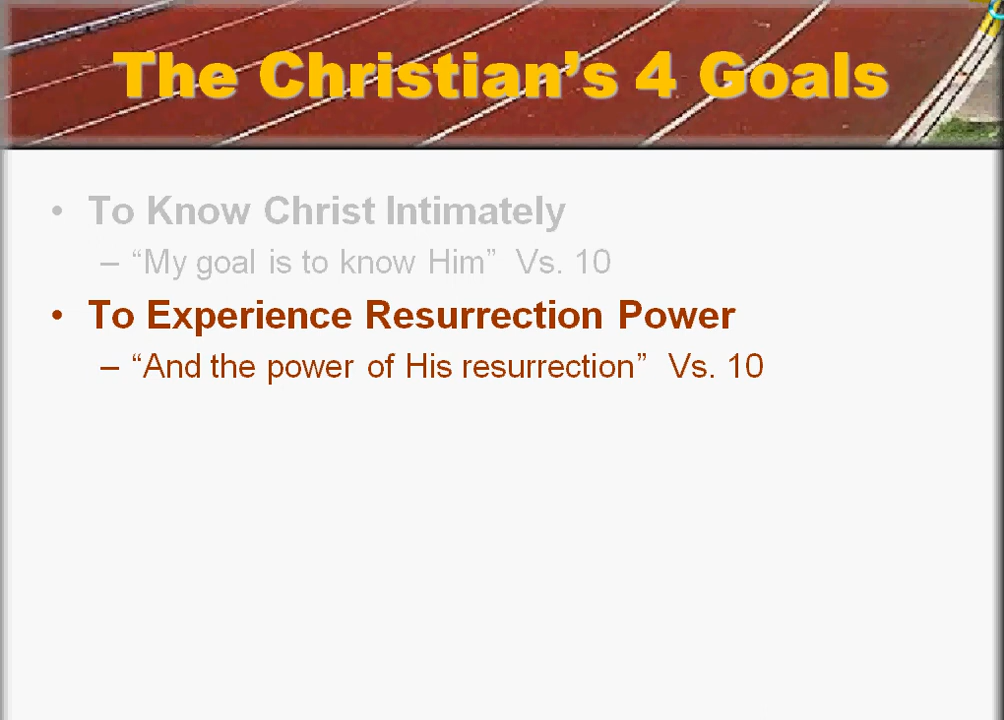 The Christian’s 4 Goals
• To Know Christ Intimately
– “My goal is to know Him” Vs. 10
• To Experience Resurrection Power
– “And the power of His resurrection” Vs. 10